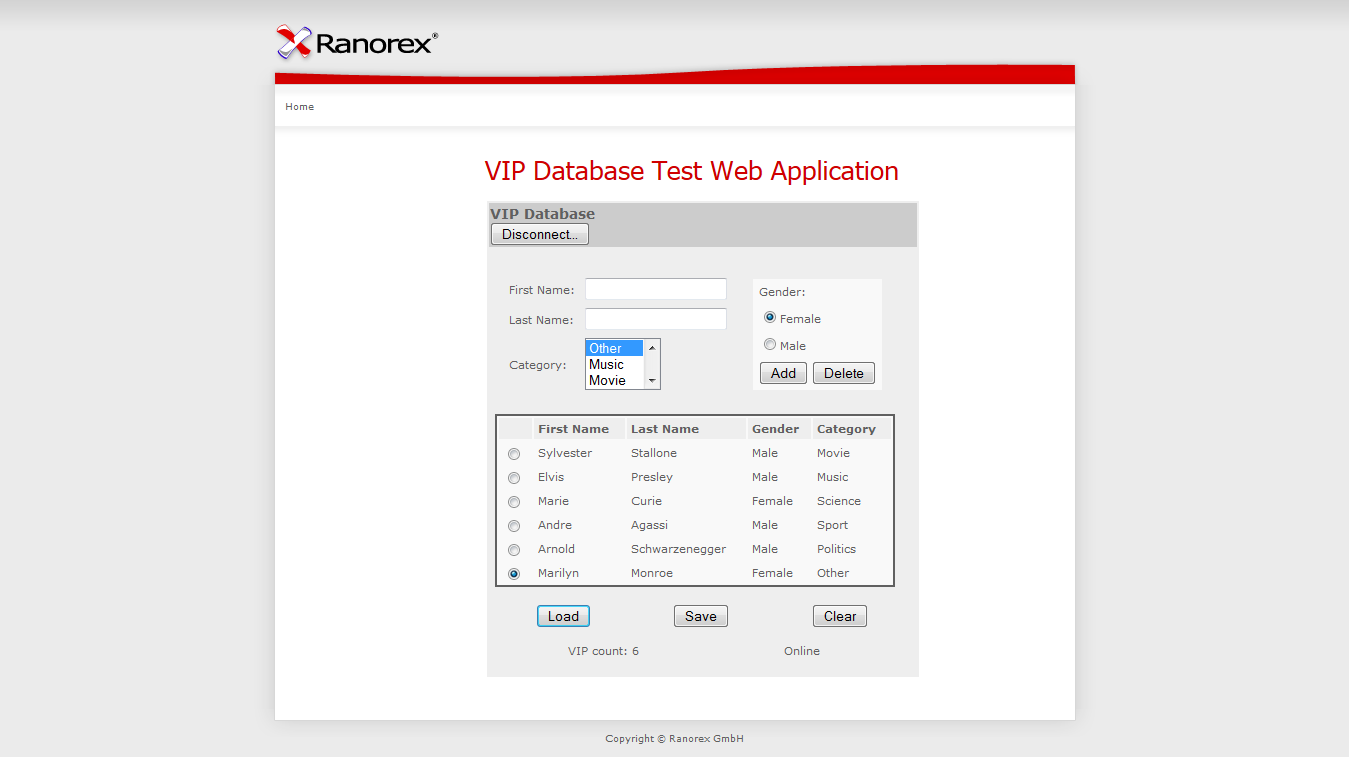 Ranorex®
Home
VIP Database Test Web Application
VIP Database
Disconnect...
First Name:
Last Name:
Category:
Other
Music
Movie
Gender:
Female
Male
Add Delete
First Name Last Name Gender Category
Sylvester Stallone Male Movie
Elvis Presley Male Music
Marie Curie Female Science
Andre Agassi Male Sport
Arnold Schwarzenegger Male Politics
Marilyn Monroe Female Other
Load Save Clear
VIP count: 6 Online
Copyright © Ranorex GmbH